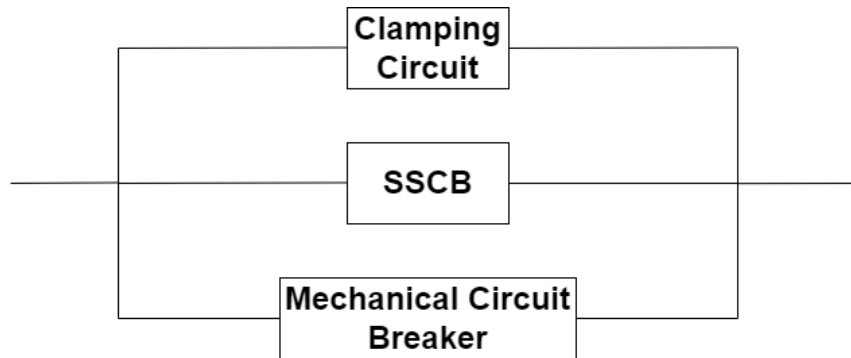 Clamping
Circuit
SSCB
Mechanical Circuit
Breaker